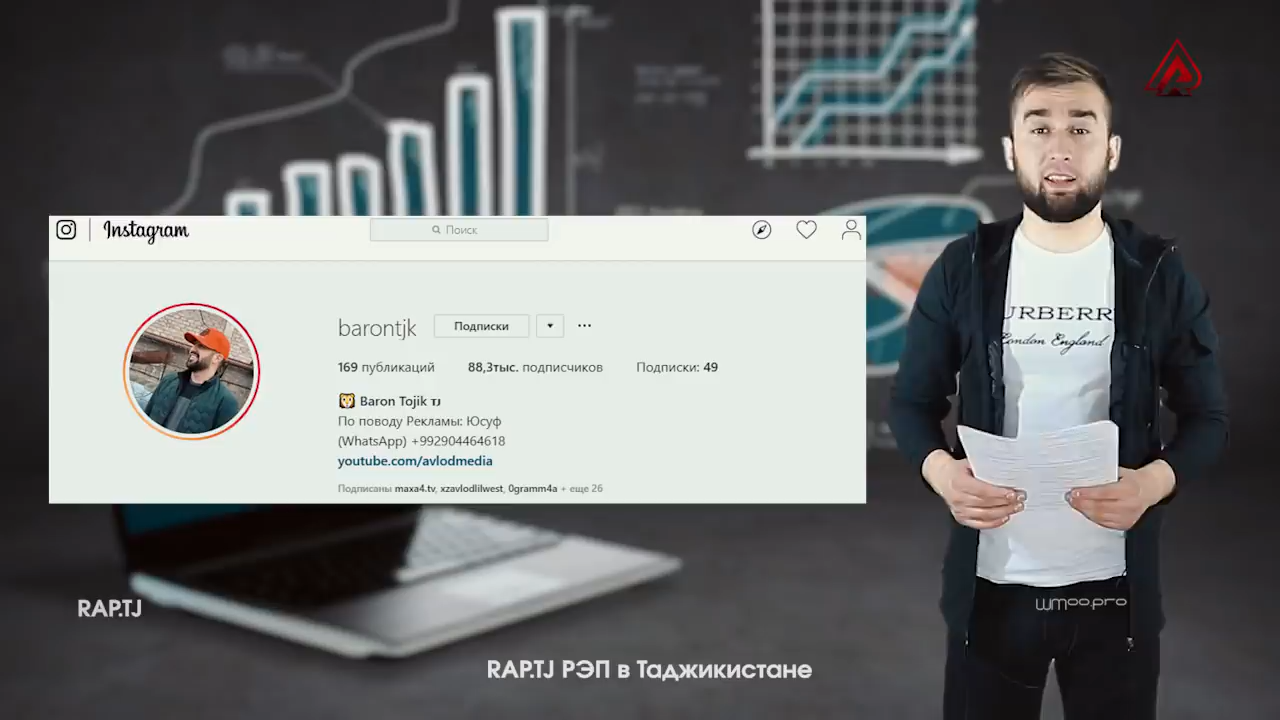 Instagram
Поиск
barontjk
Подписки
169 публикаций 88,3тыс. подписчиков Подписки: 49
Baron Tojik TJ
По поводу Рекламы: Юсуф
(WhatsApp) +992904464618
youtube.com/avlodmedia
Подписаны maxa4.tv, xzavlodlilwest, 0gramm4a + еще 26
URBERR
London England
RAP.TJ
wmoo.pro
RAP.TJ РЭП в Таджикистане